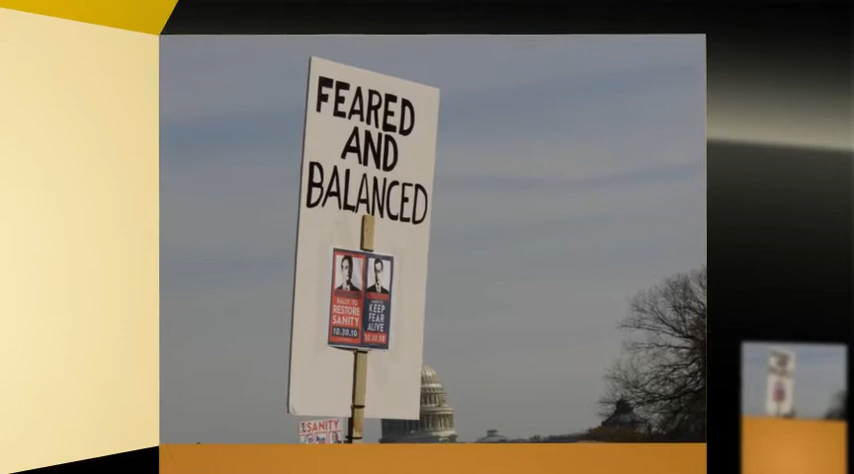 FEARED
AND
BALANCED
RALLY TO
RESTORE
SANITY
10.30.10
KEEP
FEAR
ALIVE
10.30.10
SANITY